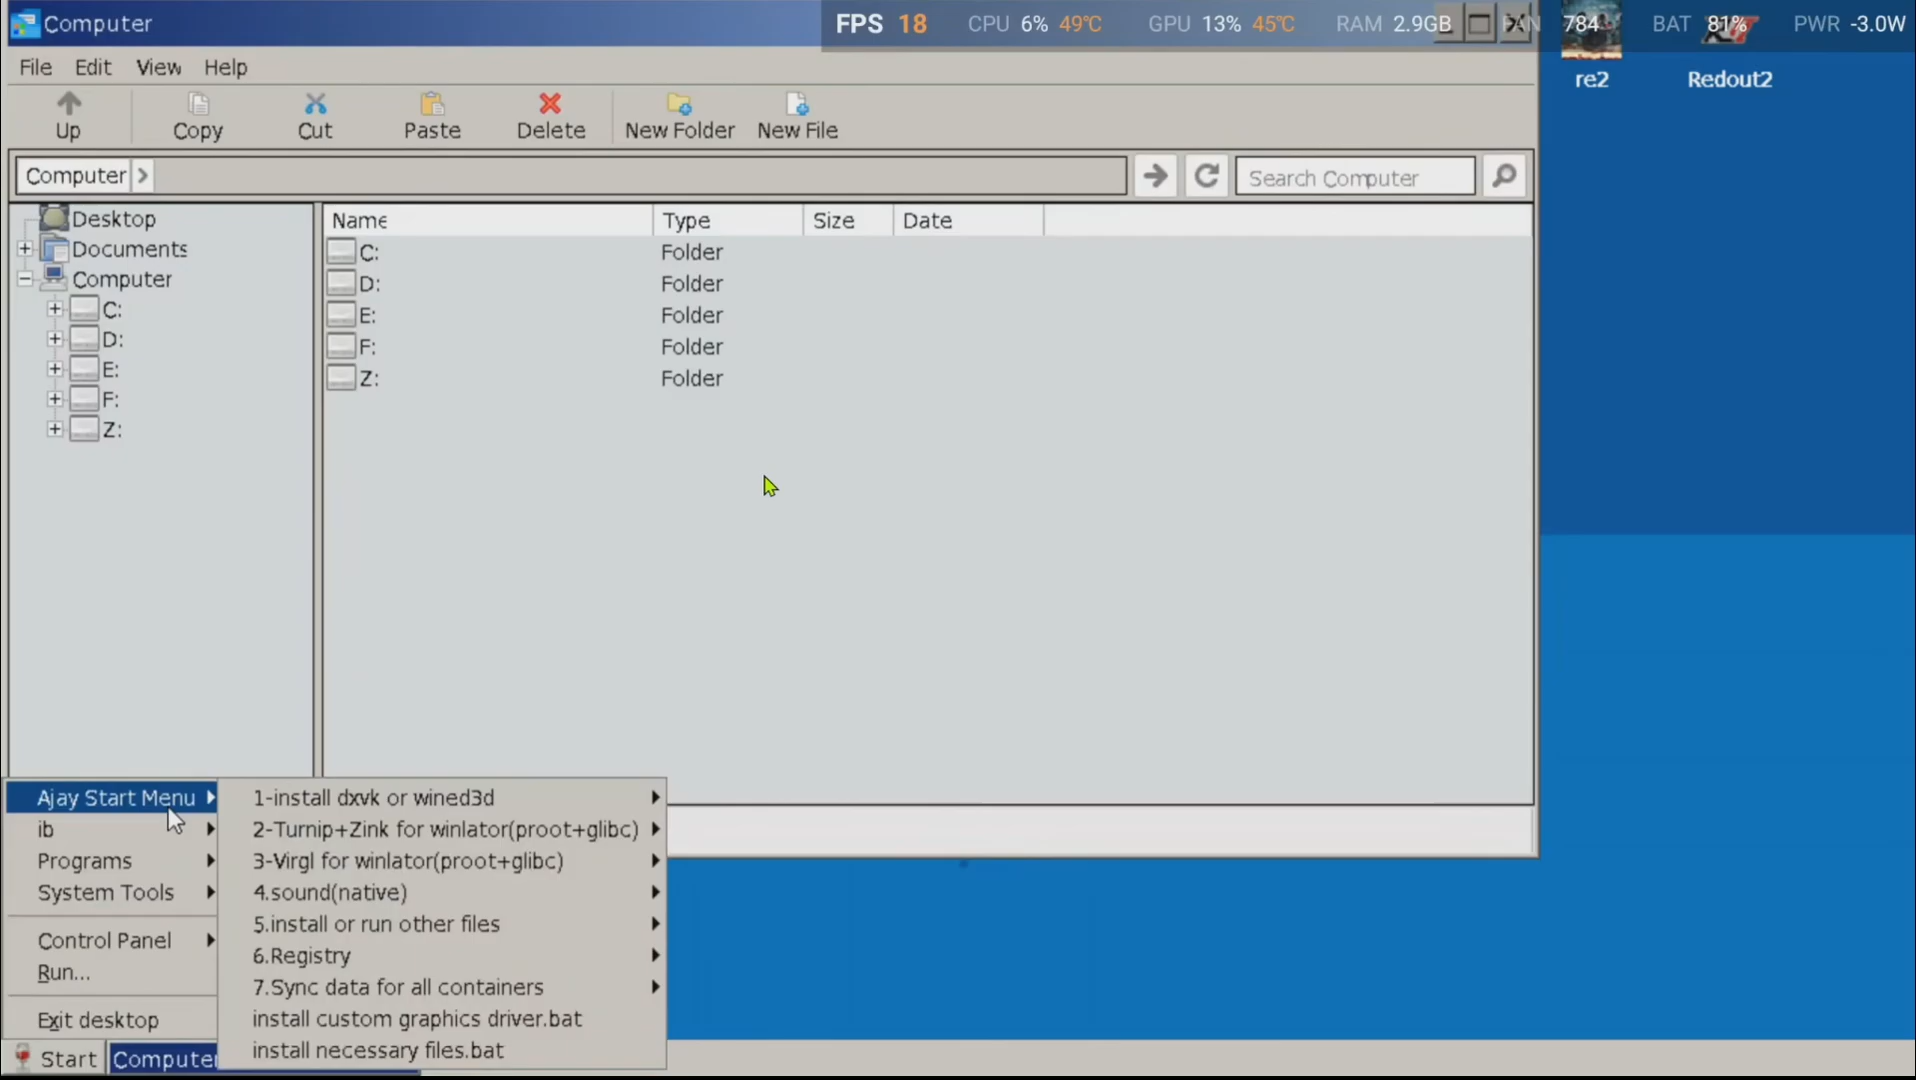 Computer
FPS 18 CPU 6% 49°C GPU 13% 45°C RAM 2.9GB FAN 784 BAT 81% PWR -3.0W
File Edit View Help
re2 Redout2
Up Copy Cut Paste Delete New Folder New File
Computer Search Computer
Desktop
Documents
Computer
C:
D:
E:
F:
Z:
Name Type Size Date
C: Folder
D: Folder
E: Folder
F: Folder
Z: Folder
Ajay Start Menu
ib
Programs
System Tools
Control Panel
Run...
Exit desktop
1-install dxvk or wined3d
2-Turnip+Zink for winlator(proot+glibc)
3-Virgl for winlator(proot+glibc)
4.sound(native)
5.install or run other files
6.Registry
7.Sync data for all containers
install custom graphics driver.bat
install necessary files.bat
Start Computer